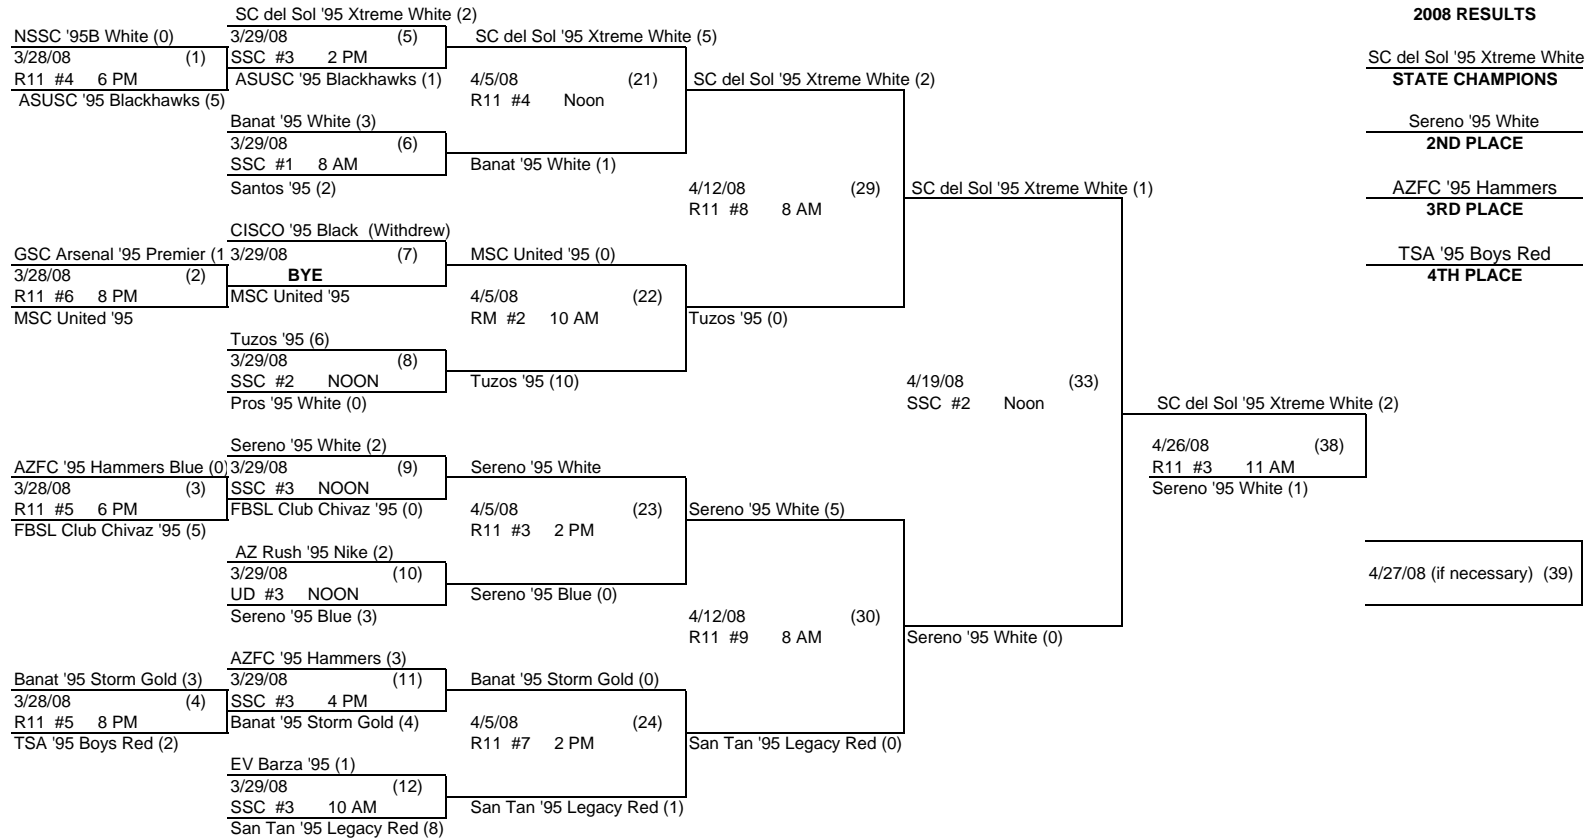 SC del Sol '95 Xtreme White (2)
2008 RESULTS
NSSC '95B White (0)
3/29/08 (5)
SC del Sol '95 Xtreme White (5)
3/28/08 (1)
SSC #3 2 PM
SC del Sol '95 Xtreme White
R11 #4 6 PM
ASUSC '95 Blackhawks (1)
4/5/08 (21)
SC del Sol '95 Xtreme White (2)
STATE CHAMPIONS
ASUSC '95 Blackhawks (5)
R11 #4 Noon
Banat '95 White (3)
Sereno '95 White
3/29/08 (6)
2ND PLACE
SSC #1 8 AM
Banat '95 White (1)
Santos '95 (2)
4/12/08 (29)
SC del Sol '95 Xtreme White (1)
AZFC '95 Hammers
R11 #8 8 AM
3RD PLACE
CISCO '95 Black (Withdrew)
GSC Arsenal '95 Premier (1
3/29/08 (7)
MSC United '95 (0)
TSA '95 Boys Red
3/28/08 (2)
BYE
4TH PLACE
R11 #6 8 PM
MSC United '95
4/5/08 (22)
MSC United '95
RM #2 10 AM
Tuzos '95 (0)
Tuzos '95 (6)
3/29/08 (8)
SSC #2 NOON
Tuzos '95 (10)
4/19/08 (33)
Pros '95 White (0)
SSC #2 Noon
SC del Sol '95 Xtreme White (2)
Sereno '95 White (2)
4/26/08 (38)
AZFC '95 Hammers Blue (0)
3/29/08 (9)
Sereno '95 White
R11 #3 11 AM
3/28/08 (3)
SSC #3 NOON
Sereno '95 White (1)
R11 #5 6 PM
FBSL Club Chivaz '95 (0)
4/5/08 (23)
Sereno '95 White (5)
FBSL Club Chivaz '95 (5)
R11 #3 2 PM
AZ Rush '95 Nike (2)
3/29/08 (10)
4/27/08 (if necessary) (39)
UD #3 NOON
Sereno '95 Blue (0)
Sereno '95 Blue (3)
4/12/08 (30)
R11 #9 8 AM
Sereno '95 White (0)
AZFC '95 Hammers (3)
Banat '95 Storm Gold (3)
3/29/08 (11)
Banat '95 Storm Gold (0)
3/28/08 (4)
SSC #3 4 PM
R11 #5 8 PM
Banat '95 Storm Gold (4)
4/5/08 (24)
TSA '95 Boys Red (2)
R11 #7 2 PM
San Tan '95 Legacy Red (0)
EV Barza '95 (1)
3/29/08 (12)
SSC #3 10 AM
San Tan '95 Legacy Red (1)
San Tan '95 Legacy Red (8)